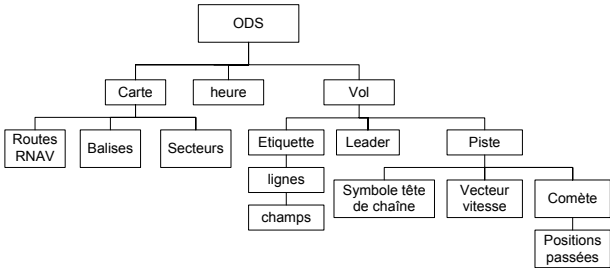 ODS
Carte
heure
Vol
Routes
RNAV
Balises
Secteurs
Etiquette
Leader
Piste
lignes
champs
Symbole tête
de chaîne
Vecteur
vitesse
Comète
Positions
passées